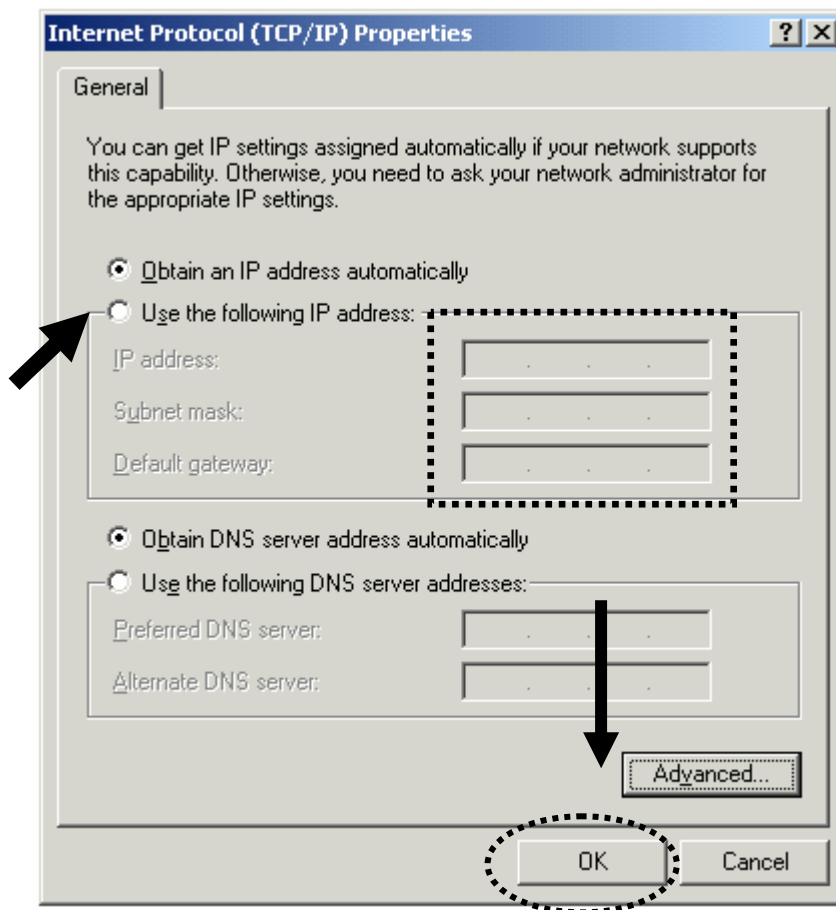 Internet Protocol (TCP/IP) Properties
General
You can get IP settings assigned automatically if your network supports
this capability. Otherwise, you need to ask your network administrator for
the appropriate IP settings.
Obtain an IP address automatically
Use the following IP address:
IP address:
Subnet mask:
Default gateway:
Obtain DNS server address automatically
Use the following DNS server addresses:
Preferred DNS server:
Alternate DNS server:
Advanced...
OK Cancel